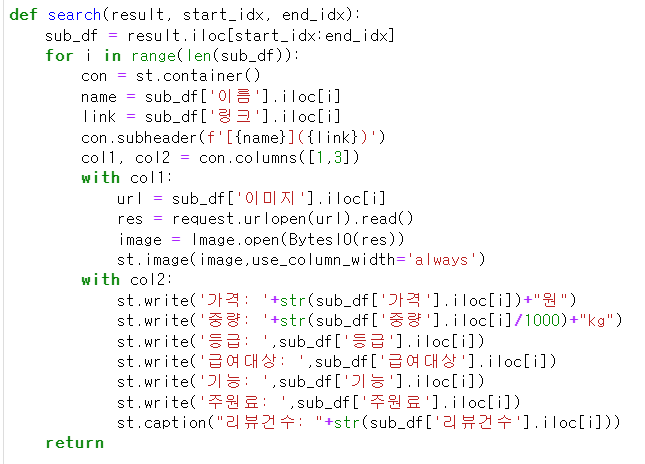 def search(result, start_idx, end_idx):
    sub_df = result.iloc[start_idx:end_idx]
    for i in range(len(sub_df)):
        con = st.container()
        name = sub_df['이름'].iloc[i]
        link = sub_df['링크'].iloc[i]
        con.subheader(f'[{name}]({link})')
        col1, col2 = con.columns([1,3])
        with col1:
            url = sub_df['이미지'].iloc[i]
            res = request.urlopen(url).read()
            image = Image.open(BytesIO(res))
            st.image(image,use_column_width='always')
        with col2:
            st.write('가격: '+str(sub_df['가격'].iloc[i])+"원")
            st.write('중량: '+str(sub_df['중량'].iloc[i]/1000)+"kg")
            st.write('등급: ',sub_df['등급'].iloc[i])
            st.write('급여대상: ',sub_df['급여대상'].iloc[i])
            st.write('기능: ',sub_df['기능'].iloc[i])
            st.write('주원료: ',sub_df['주원료'].iloc[i])
            st.caption("리뷰건수: "+str(sub_df['리뷰건수'].iloc[i]))
    return